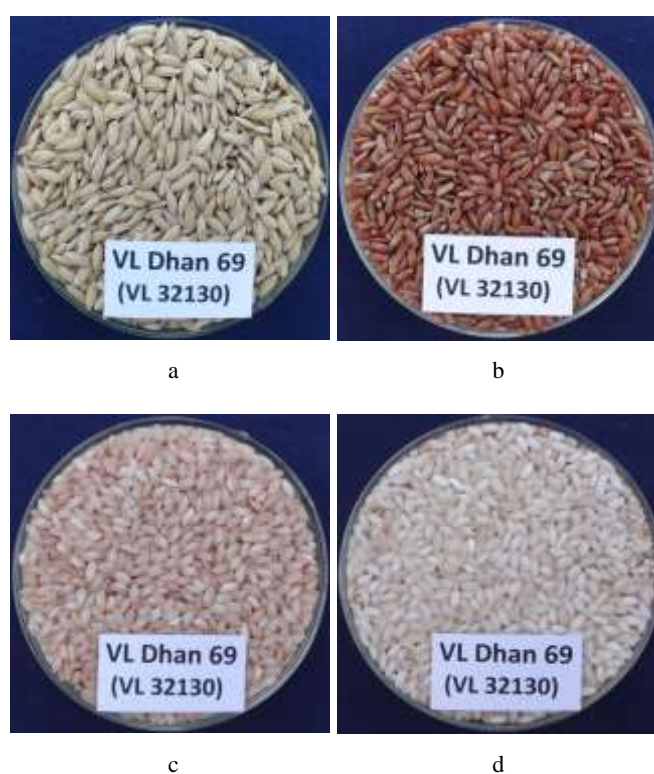 VL Dhan 69
(VL 32130)
VL Dhan 69
(VL 32130)
a
b
VL Dhan 69
(VL 32130)
VL Dhan 69
(VL 32130)
c
d